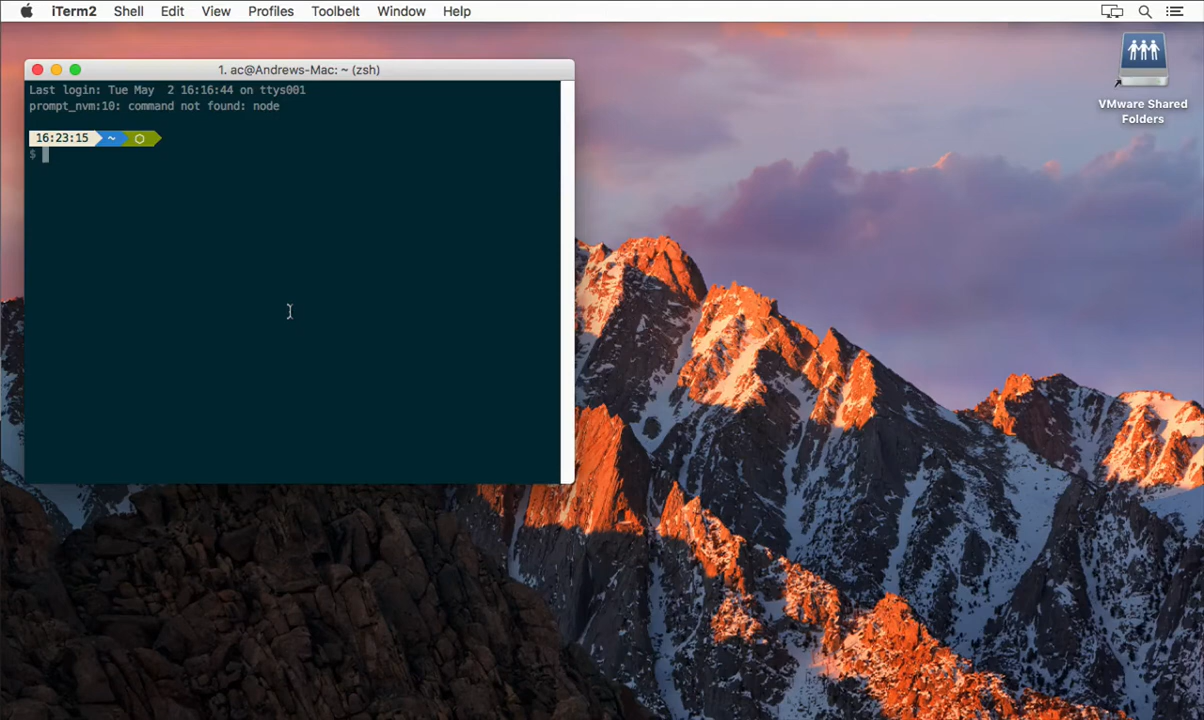 iTerm2 Shell Edit View Profiles Toolbelt Window Help
1. ac@Andrews-Mac: ~ (zsh)
Last login: Tue May  2 16:16:44 on ttys001
prompt_nvm:10: command not found: node
16:23:15 ~ ⬡
$
VMware Shared
Folders